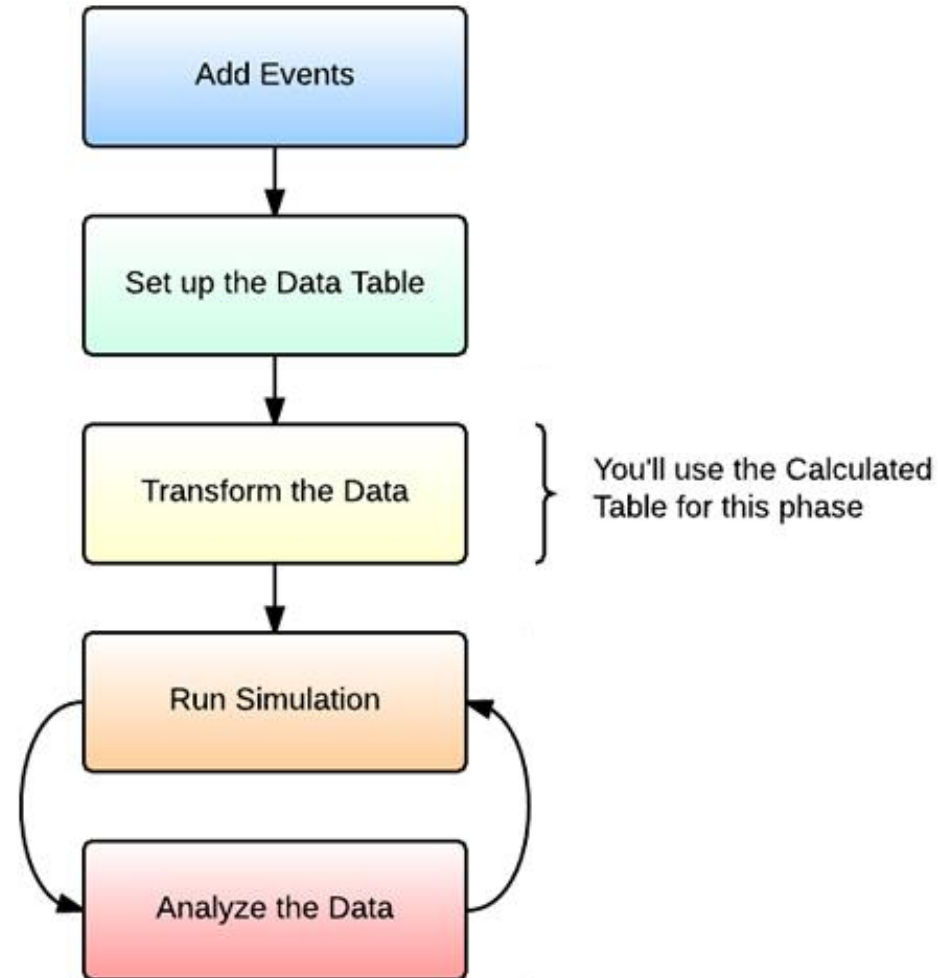 Add Events
Set up the Data Table
Transform the Data
You'll use the Calculated
Table for this phase
Run Simulation
Analyze the Data